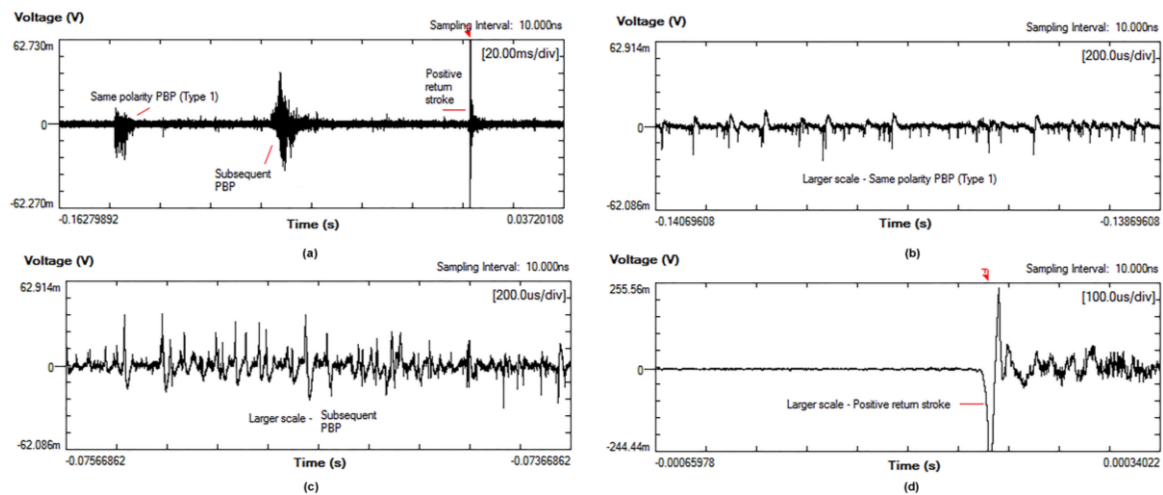 Voltage (V)
Sampling Interval: 10.000ns
62.730m
[20.00ms/div]
Same polarity PBP (Type 1)
Positive
return
stroke
0
Subsequent
PBP
-62.270m
-0.16279892
0.03720108
Time (s)
(a)
Voltage (V)
Sampling Interval: 10.000ns
62.914m
[200.0us/div]
0
Larger scale - Same polarity PBP (Type 1)
-62.086m
-0.14069608
-0.13869608
Time (s)
(b)
Voltage (V)
Sampling Interval: 10.000ns
62.914m
[200.0us/div]
0
Larger scale - Subsequent
PBP
-62.086m
-0.07566862
-0.07366862
Time (s)
(c)
Voltage (V)
Sampling Interval: 10.000ns
255.56m
[100.0us/div]
0
Larger scale - Positive return stroke
-244.44m
-0.00065978
0.00034022
Time (s)
(d)